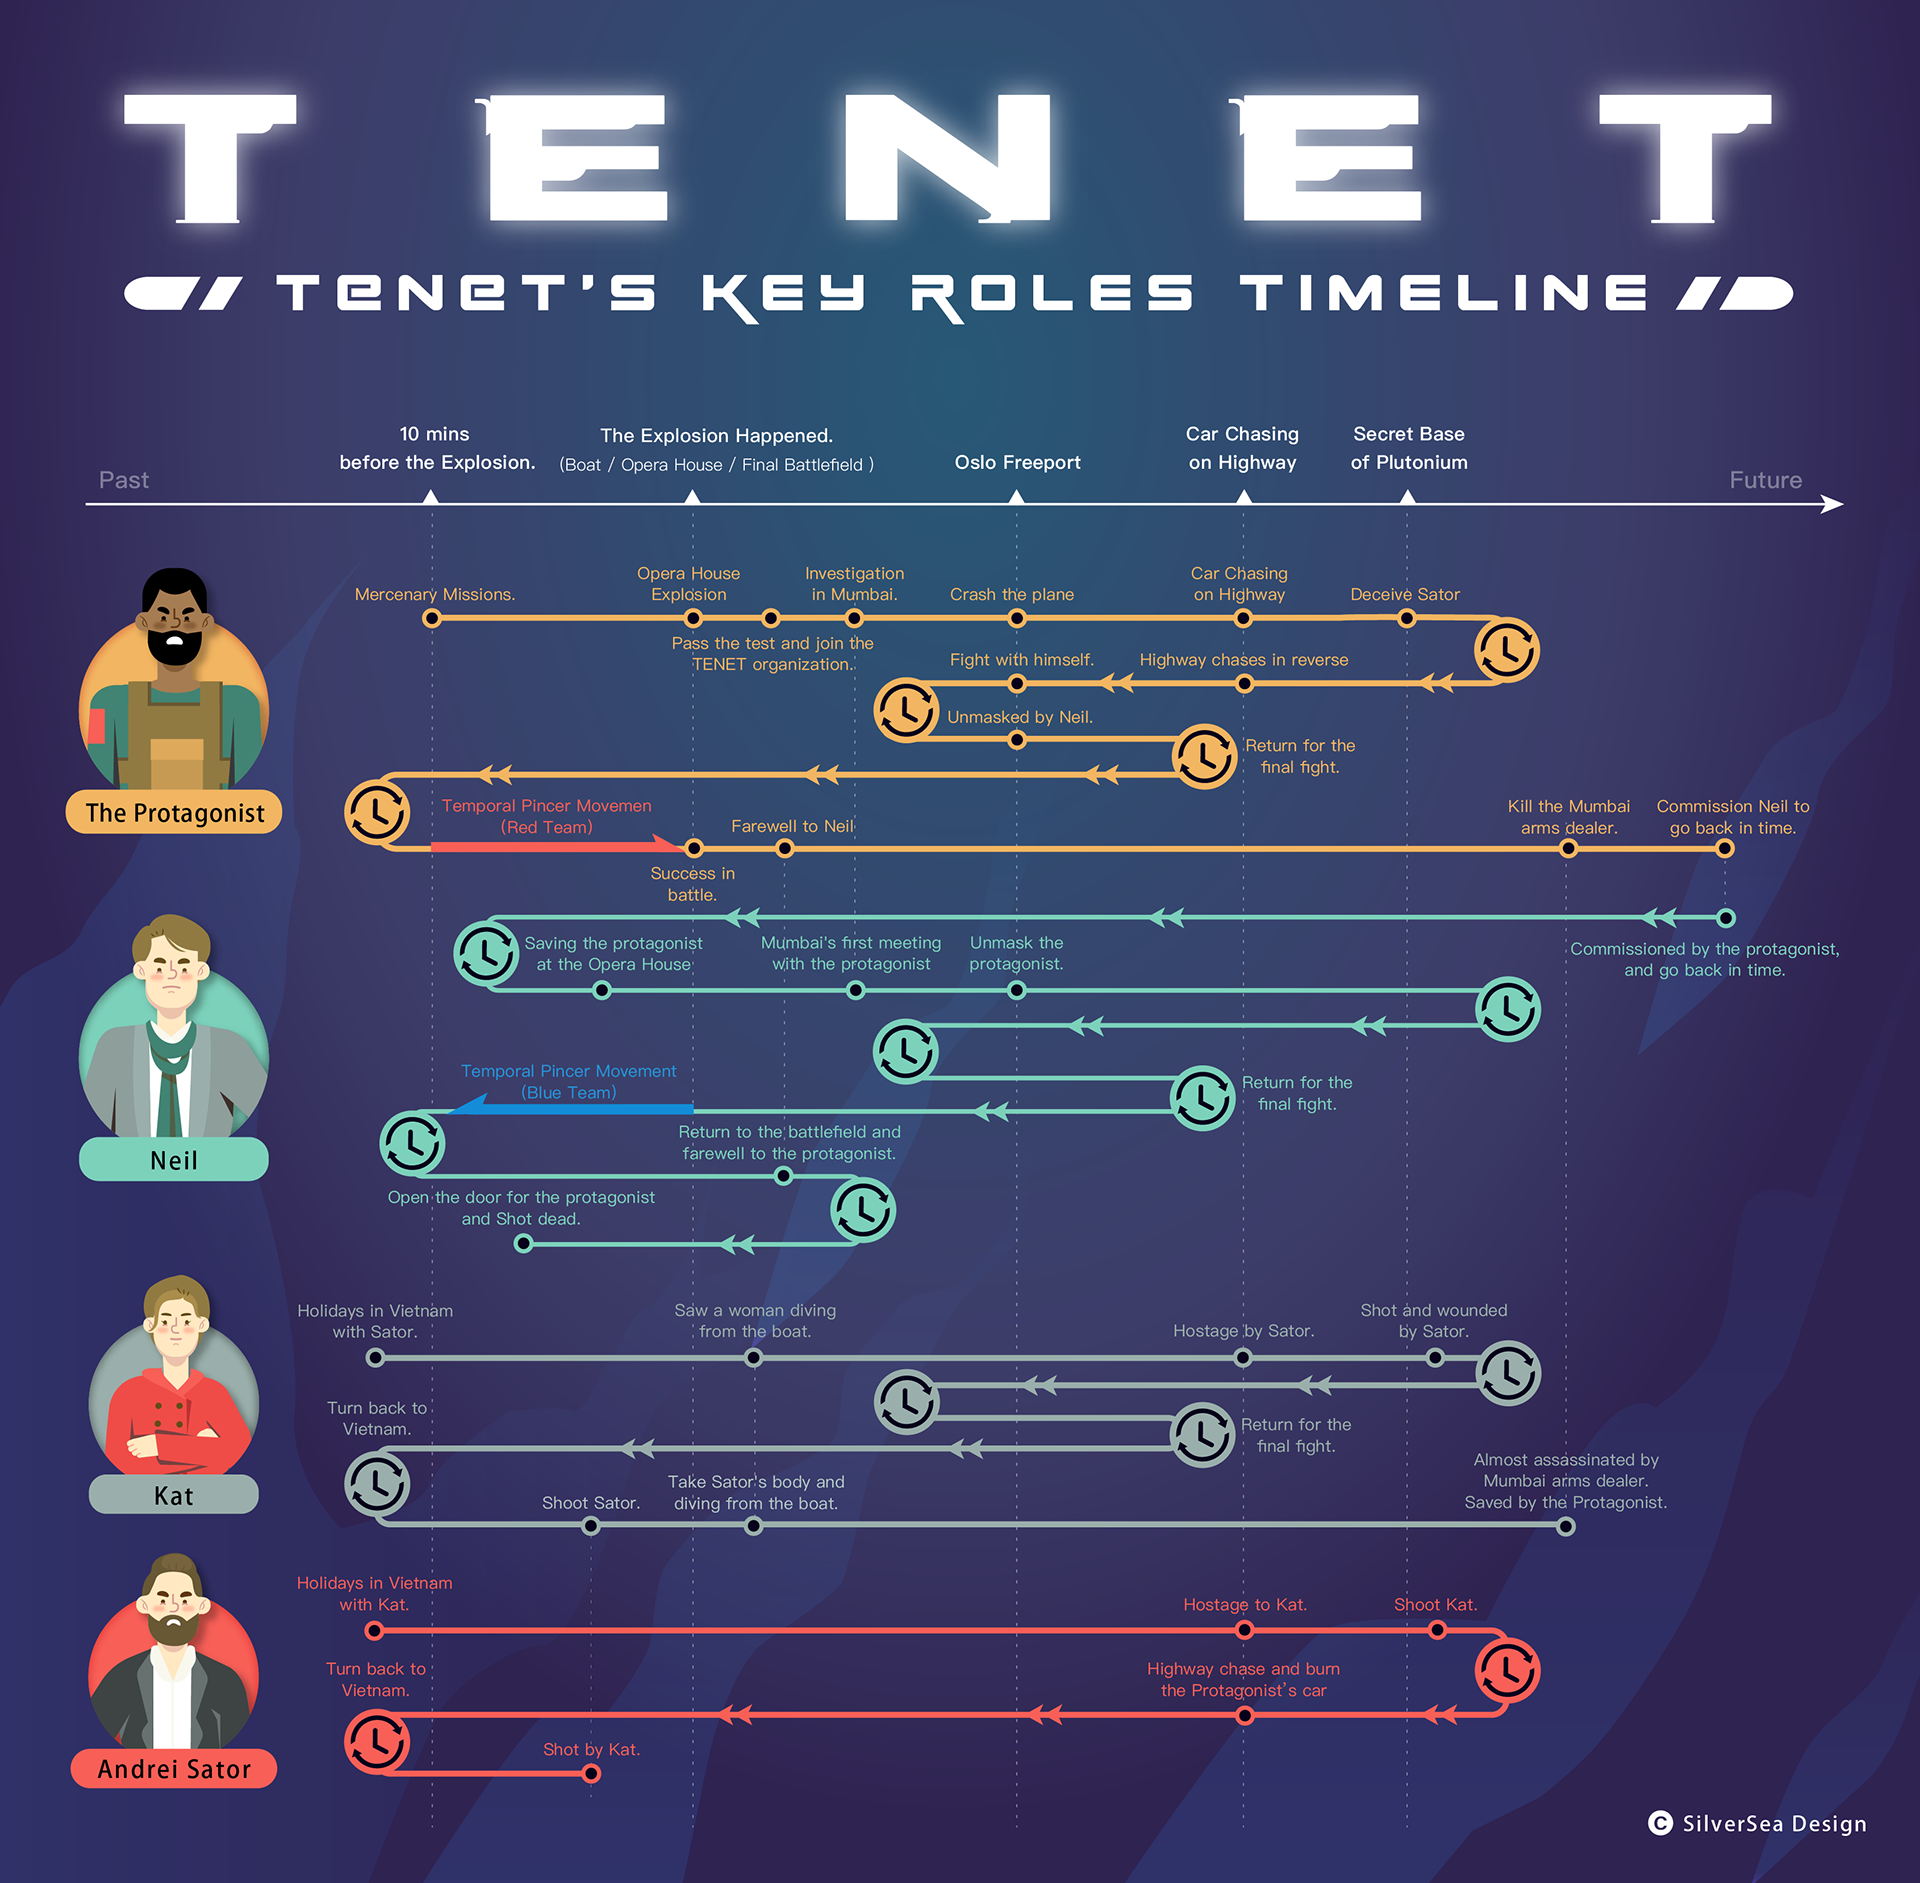 TENET
TENET'S KEY ROLES TIMELINE
10 mins
before the Explosion.
The Explosion Happened.
(Boat / Opera House / Final Battlefield )
Oslo Freeport
Car Chasing
on Highway
Secret Base
of Plutonium
Past
Future
Mercenary Missions.
Opera House
Explosion
Investigation
in Mumbai.
Crash the plane
Car Chasing
on Highway
Deceive Sator
Pass the test and join the
TENET organization.
Fight with himself.
Highway chases in reverse
Unmasked by Neil.
Return for the
final fight.
The Protagonist
Temporal Pincer Movemen
(Red Team)
Farewell to Neil
Kill the Mumbai
arms dealer.
Commission Neil to
go back in time.
Success in
battle.
Saving the protagonist
at the Opera House
Mumbai's first meeting
with the protagonist
Unmask the
protagonist.
Commissioned by the protagonist,
and go back in time.
Temporal Pincer Movement
(Blue Team)
Return for the
final fight.
Return to the battlefield and
farewell to the protagonist.
Neil
Open the door for the protagonist
and Shot dead.
Holidays in Vietnam
with Sator.
Saw a woman diving
from the boat.
Hostage by Sator.
Shot and wounded
by Sator.
Turn back to
Vietnam.
Return for the
final fight.
Kat
Shoot Sator.
Take Sator's body and
diving from the boat.
Almost assassinated by
Mumbai arms dealer.
Saved by the Protagonist.
Holidays in Vietnam
with Kat.
Hostage to Kat.
Shoot Kat.
Turn back to
Vietnam.
Highway chase and burn
the Protagonist's car
Andrei Sator
Shot by Kat.
C SilverSea Design